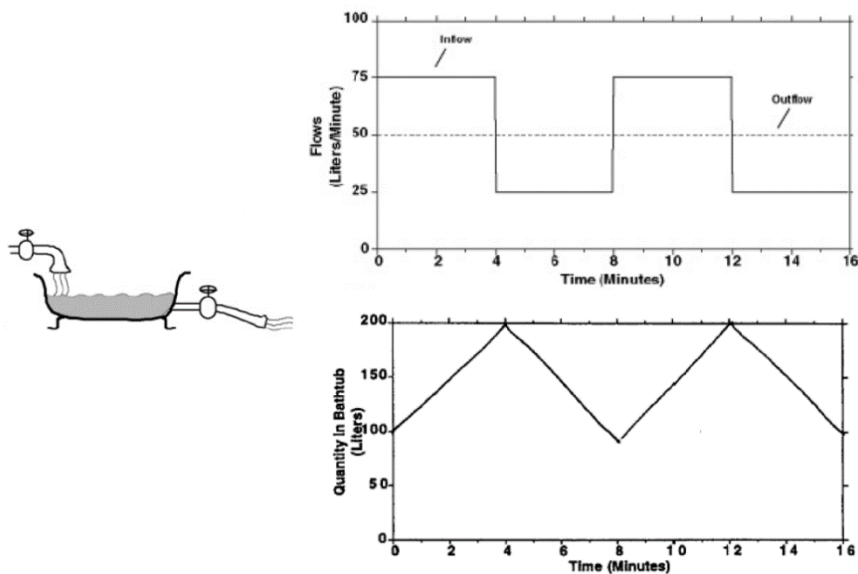 100
75
50
25
0
Flows
(Liters/Minute)
Inflow
Outflow
0 2 4 6 8 10 12 14 16
Time (Minutes)
200
150
100
50
0
Quantity in Bathtub
(Liters)
0 2 4 6 8 10 12 14 16
Time (Minutes)